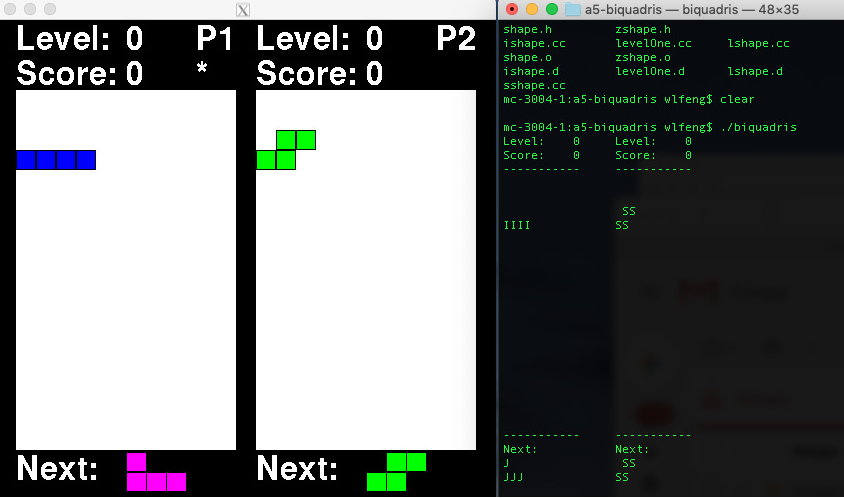 Level: 0 P1 Level: 0 P2
Score: 0 * Score: 0
Next: Next:
a5-biquadris — biquadris — 48×35
shape.h zshape.h
ishape.cc levelOne.cc lshape.cc
shape.o zshape.o
ishape.d levelOne.d lshape.d
sshape.cc
mc-3004-1:a5-biquadris wlfeng$ clear
mc-3004-1:a5-biquadris wlfeng$ ./biquadris
Level: 0 Level: 0
Score: 0 Score: 0
----------- -----------
SS
IIII SS
----------- -----------
Next: Next:
J SS
JJJ SS